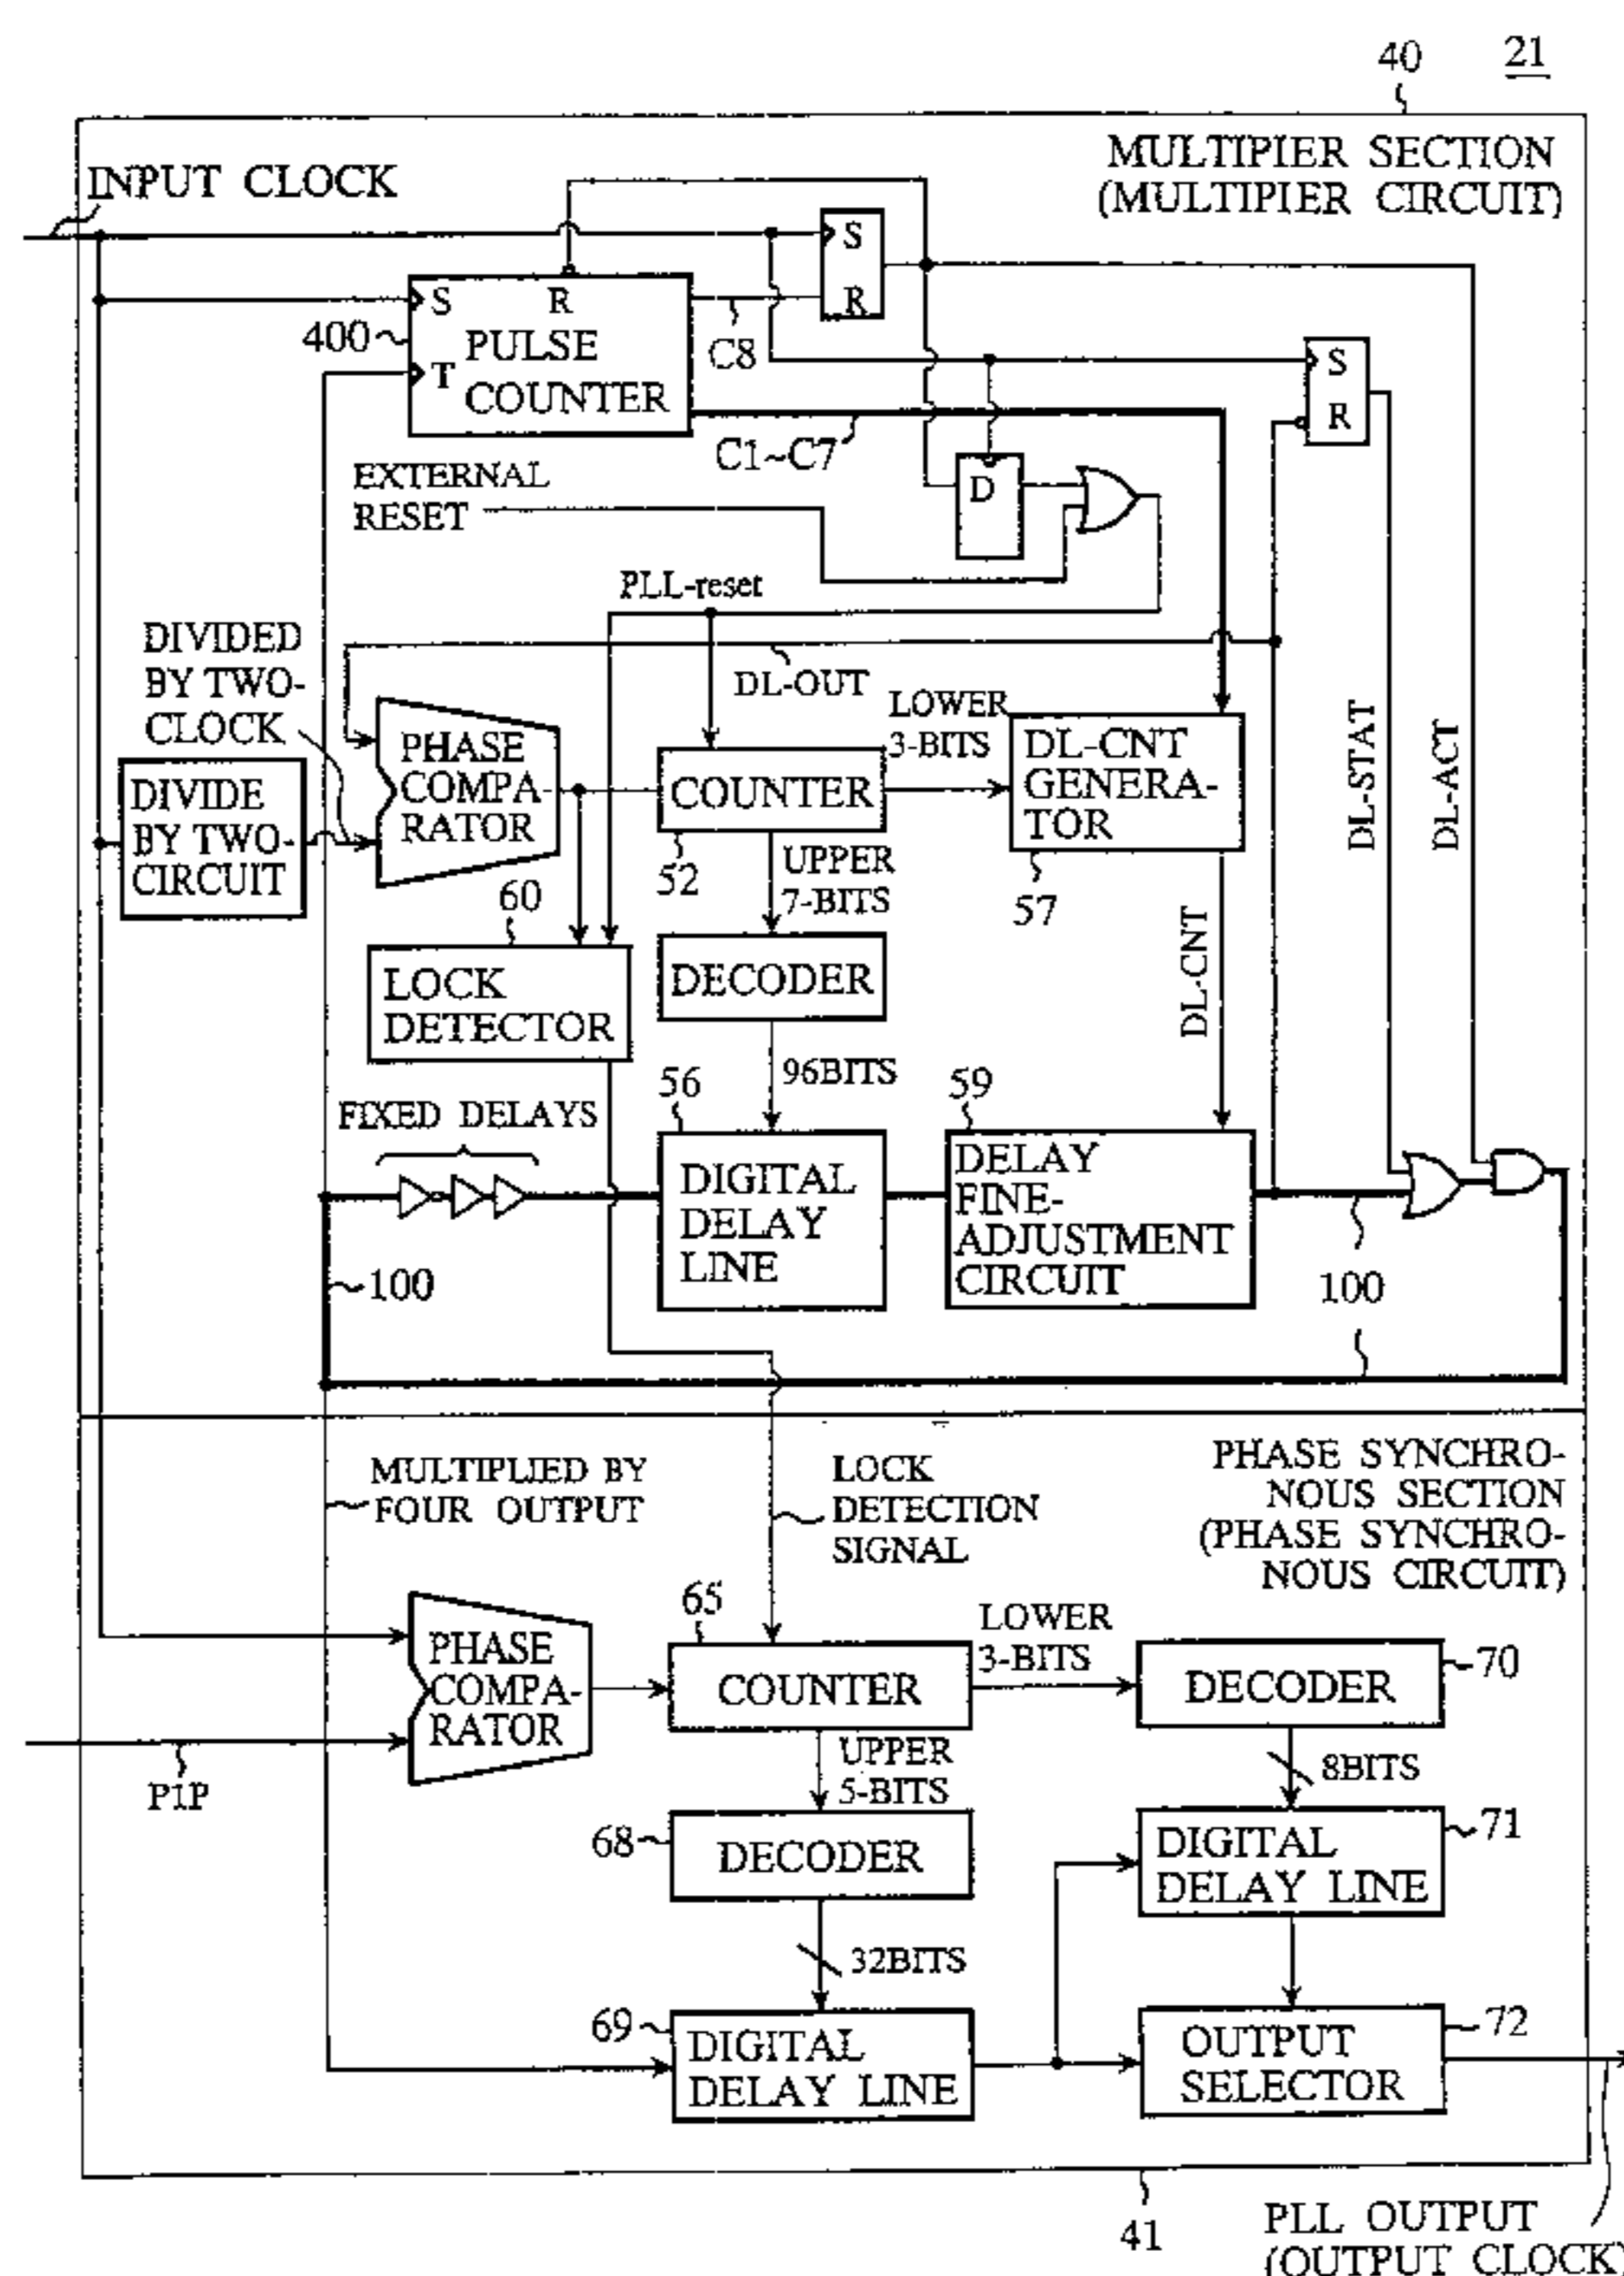 40
21
MULTIPIER SECTION
(MULTIPIER CIRCUIT)
INPUT CLOCK
S
R
S R
T
400
PULSE
COUNTER
C8
C1~C7
S
R
D
EXTERNAL
RESET
PLL-reset
DIVIDED
BY TWO-
CLOCK
DL-OUT
LOWER
3-BITS
DL-STAT
DL-ACT
PHASE
COMPA-
RATOR
DIVIDE
BY TWO-
CIRCUIT
COUNTER
52
DL-CNT
GENERA-
TOR
57
UPPER
7-BITS
60
LOCK
DETECTOR
DECODER
DL-CNT
96BITS
56
59
FIXED DELAYS
DIGITAL
DELAY
LINE
DELAY
FINE-
ADJUSTMENT
CIRCUIT
100
100
MULTIPLIED BY
FOUR OUTPUT
LOCK
DETECTION
SIGNAL
PHASE SYNCHRO-
NOUS SECTION
(PHASE SYNCHRO-
NOUS CIRCUIT)
65
LOWER
3-BITS
PHASE
COMPA-
RATOR
COUNTER
DECODER
70
P1P
UPPER
5-BITS
8BITS
68
DECODER
DIGITAL
DELAY LINE
71
32BITS
69
DIGITAL
DELAY LINE
OUTPUT
SELECTOR
72
41
PLL OUTPUT
(OUTPUT CLOCK)